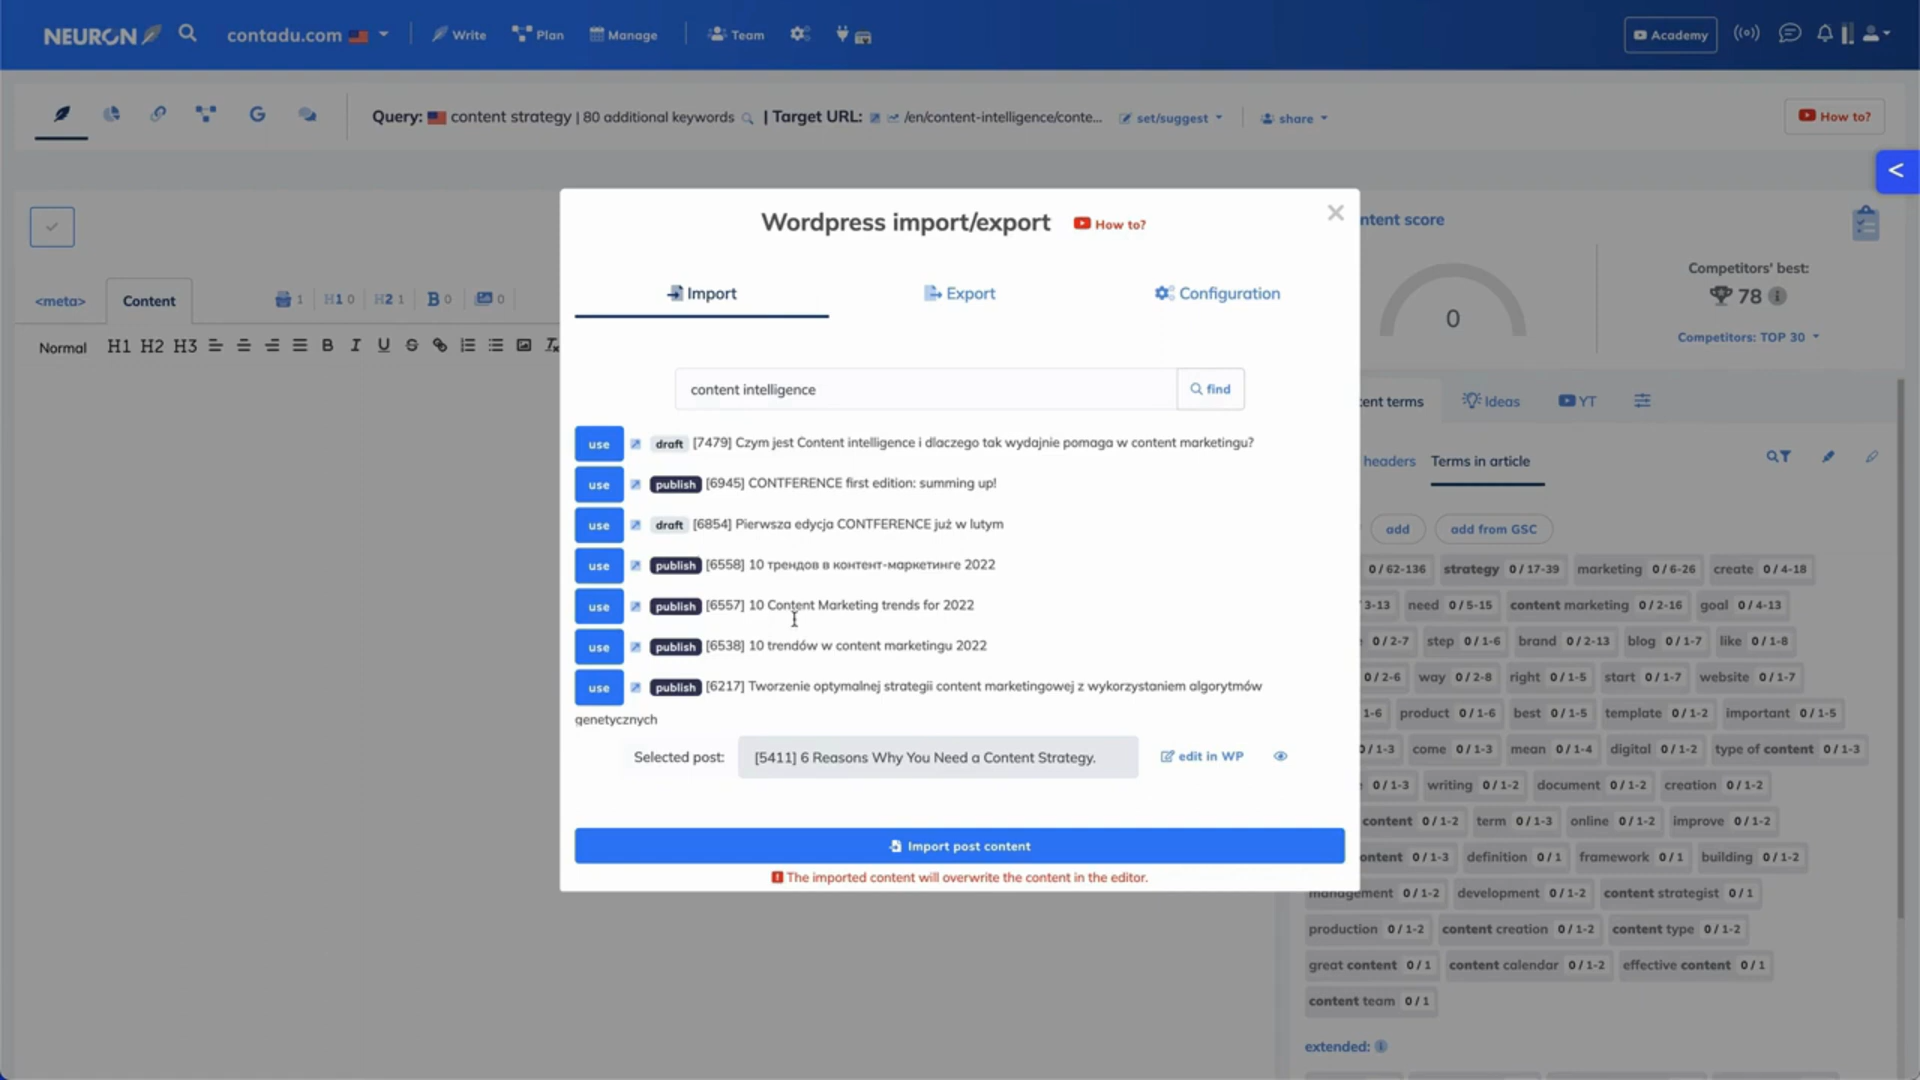 NEURON contadu.com Write Plan Manage Team Academy
Query: content strategy | 80 additional keywords | Target URL: /en/content-intelligence/conte... set/suggest share How to?
<
Wordpress import/export How to?
Import Export Configuration
content intelligence find
use draft [7479] Czym jest Content intelligence i dlaczego tak wydajnie pomaga w content marketingu?
use publish [6945] CONTFERENCE first edition: summing up!
use draft [6854] Pierwsza edycja CONTFERENCE już w lutym
use publish [6558] 10 трендов в контент-маркетинге 2022
use publish [6557] 10 Content Marketing trends for 2022
use publish [6538] 10 trendów w content marketingu 2022
use publish [6217] Tworzenie optymalnej strategii content marketingowej z wykorzystaniem algorytmów
genetycznych
Selected post: [5411] 6 Reasons Why You Need a Content Strategy. edit in WP
Import post content
The imported content will overwrite the content in the editor.
<meta> Content 1 H1 0 H2 1 B 0 0
Normal H1 H2 H3 B I U S
ntent score
0
Competitors' best:
78
Competitors: TOP 30
tent terms Ideas YT
headers Terms in article
add add from GSC
0 / 62-136 strategy 0 / 17-39 marketing 0 / 6-26 create 0 / 4-18
3-13 need 0 / 5-15 content marketing 0 / 2-16 goal 0 / 4-13
0 / 2-7 step 0 / 1-6 brand 0 / 2-13 blog 0 / 1-7 like 0 / 1-8
0 / 2-6 way 0 / 2-8 right 0 / 1-5 start 0 / 1-7 website 0 / 1-7
1-6 product 0 / 1-6 best 0 / 1-5 template 0 / 1-2 important 0 / 1-5
0 / 1-3 come 0 / 1-3 mean 0 / 1-4 digital 0 / 1-2 type of content 0 / 1-3
0 / 1-3 writing 0 / 1-2 document 0 / 1-2 creation 0 / 1-2
content 0 / 1-2 term 0 / 1-3 online 0 / 1-2 improve 0 / 1-2
ontent 0 / 1-3 definition 0 / 1 framework 0 / 1 building 0 / 1-2
management 0 / 1-2 development 0 / 1-2 content strategist 0 / 1
production 0 / 1-2 content creation 0 / 1-2 content type 0 / 1-2
great content 0 / 1 content calendar 0 / 1-2 effective content 0 / 1
content team 0 / 1
extended: